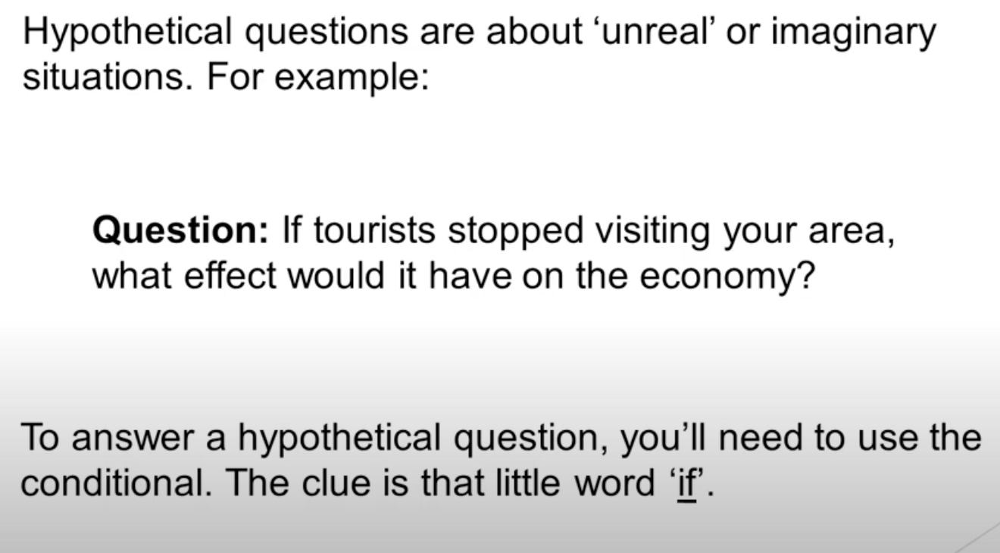 Hypothetical questions are about ‘unreal’ or imaginary
situations. For example:
Question: If tourists stopped visiting your area,
what effect would it have on the economy?
To answer a hypothetical question, you’ll need to use the
conditional. The clue is that little word ‘if’.